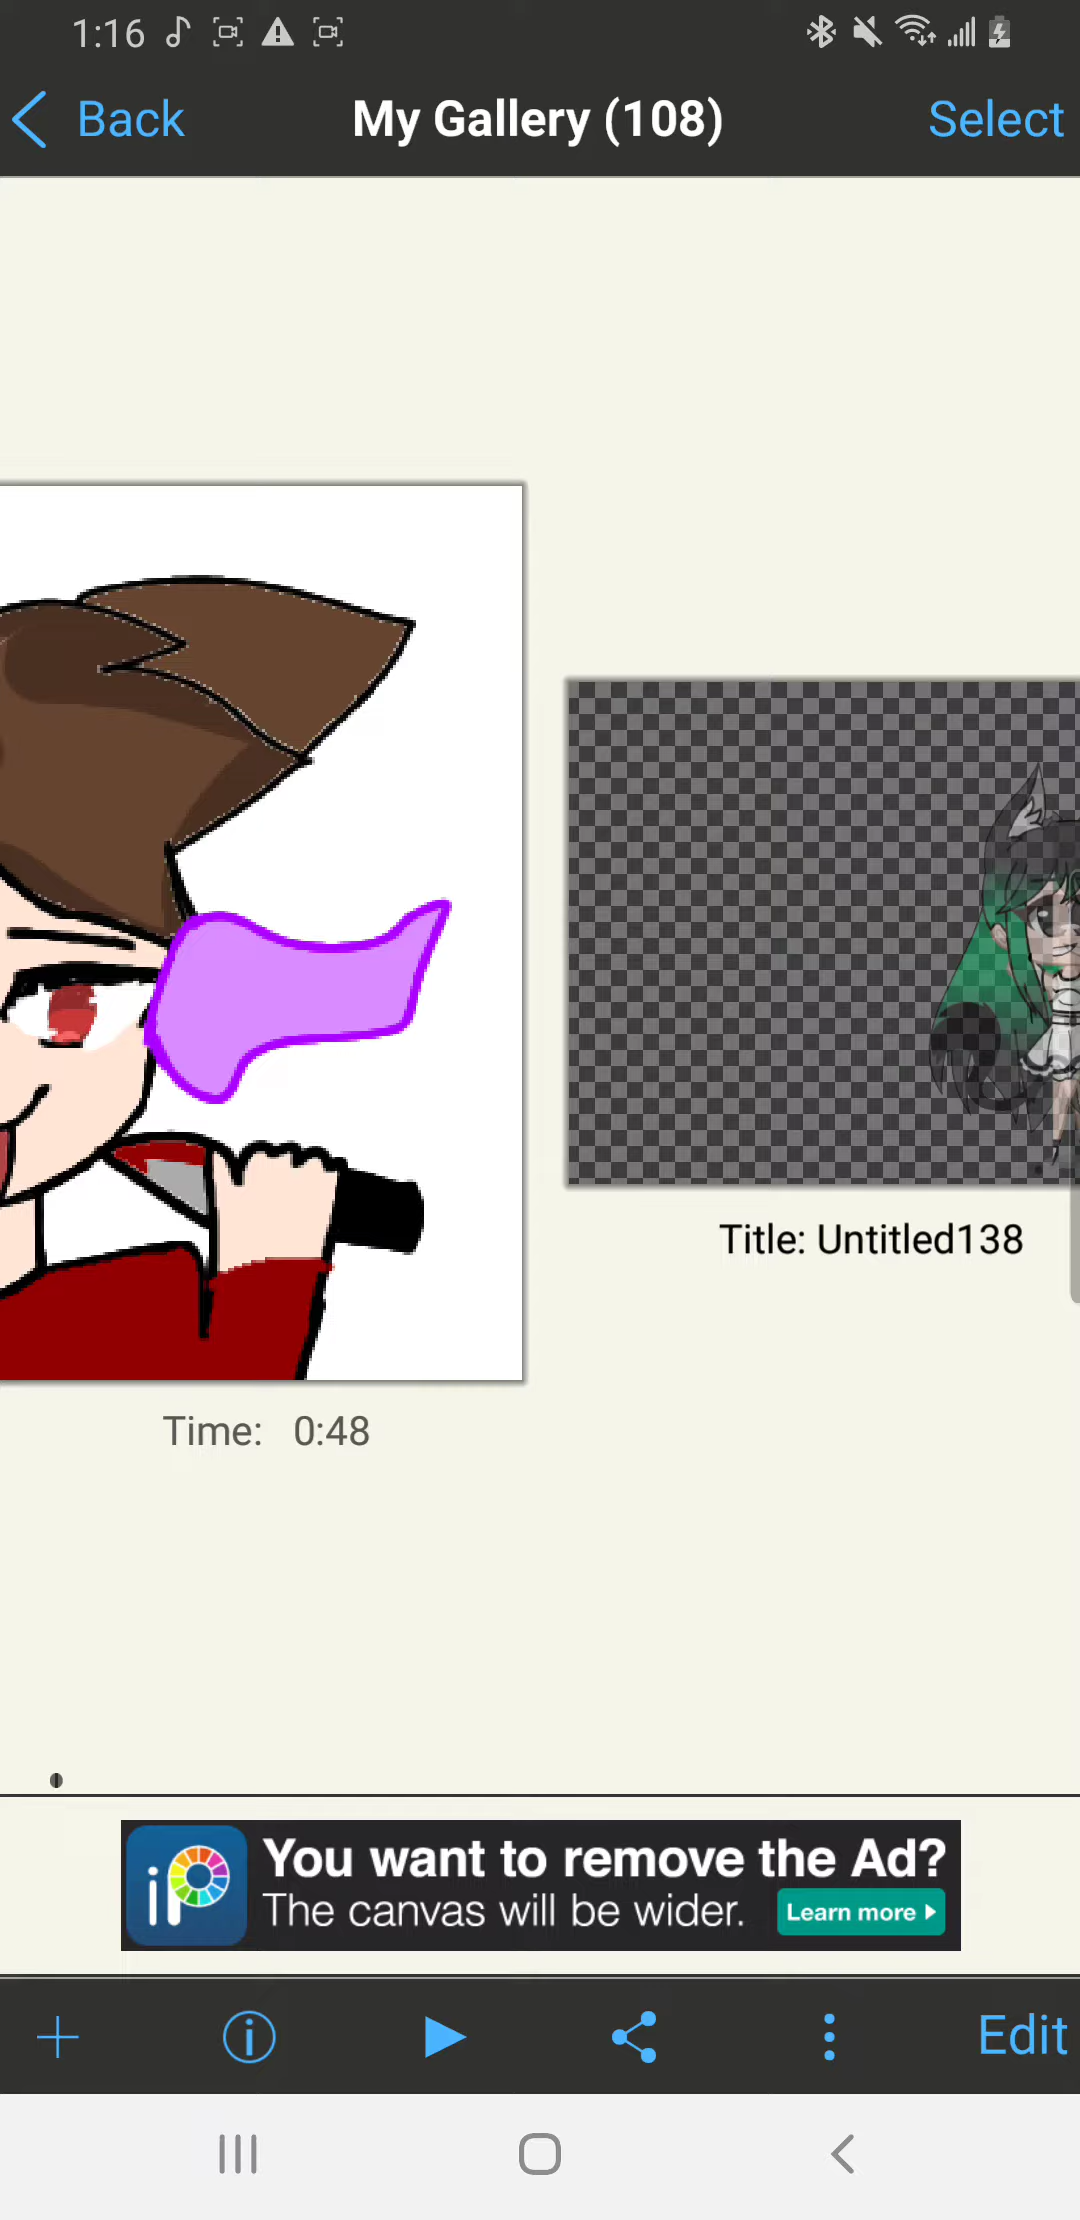 1:16
Back
My Gallery (108)
Select
Title: Untitled138
Time: 0:48
iP
You want to remove the Ad?
The canvas will be wider.
Learn more
Edit